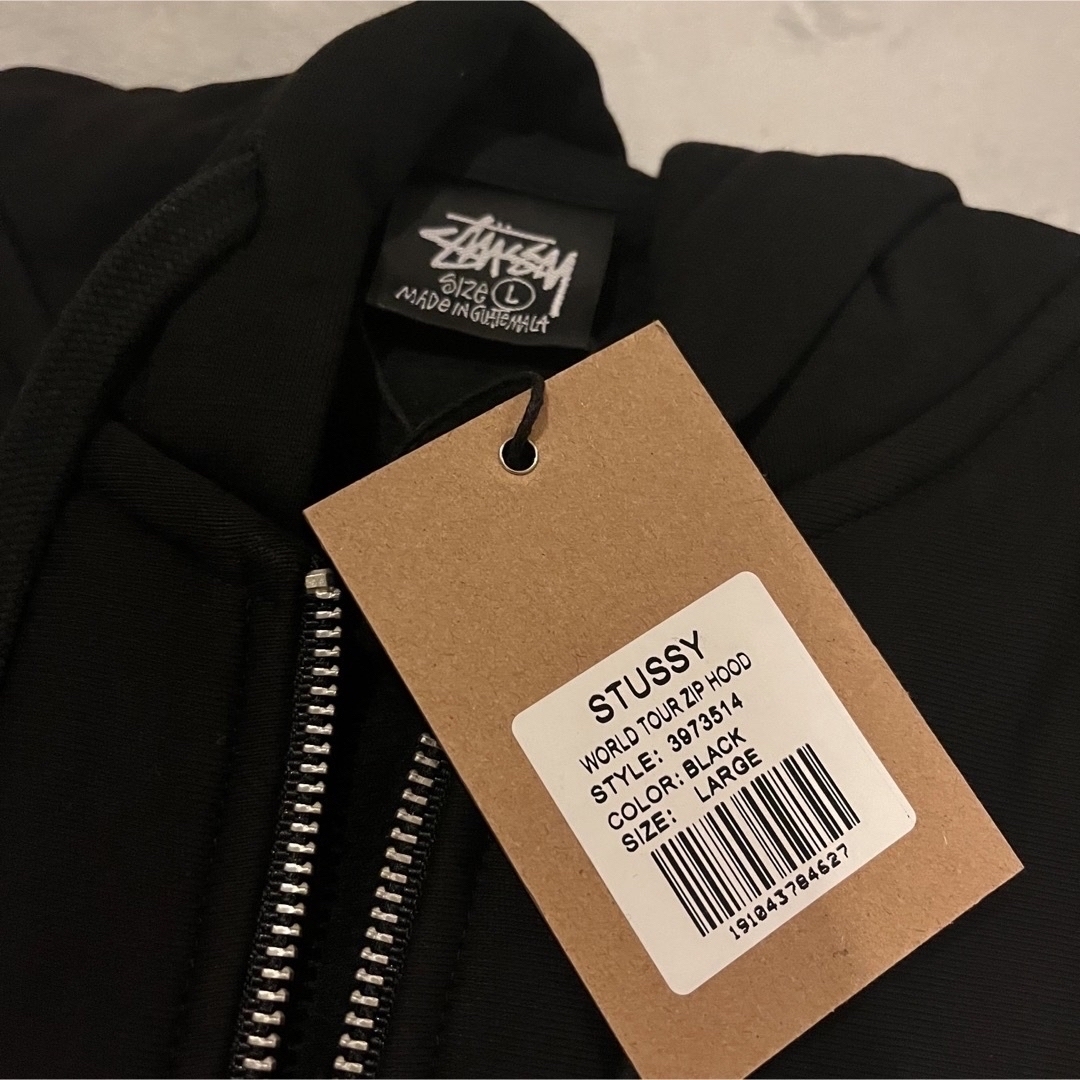 STÜSSY
SIZE L
MADE IN GUATEMALA
STUSSY
WORLD TOUR ZIP HOOD
STYLE: 3973514
COLOR: BLACK
SIZE: LARGE
191043784627